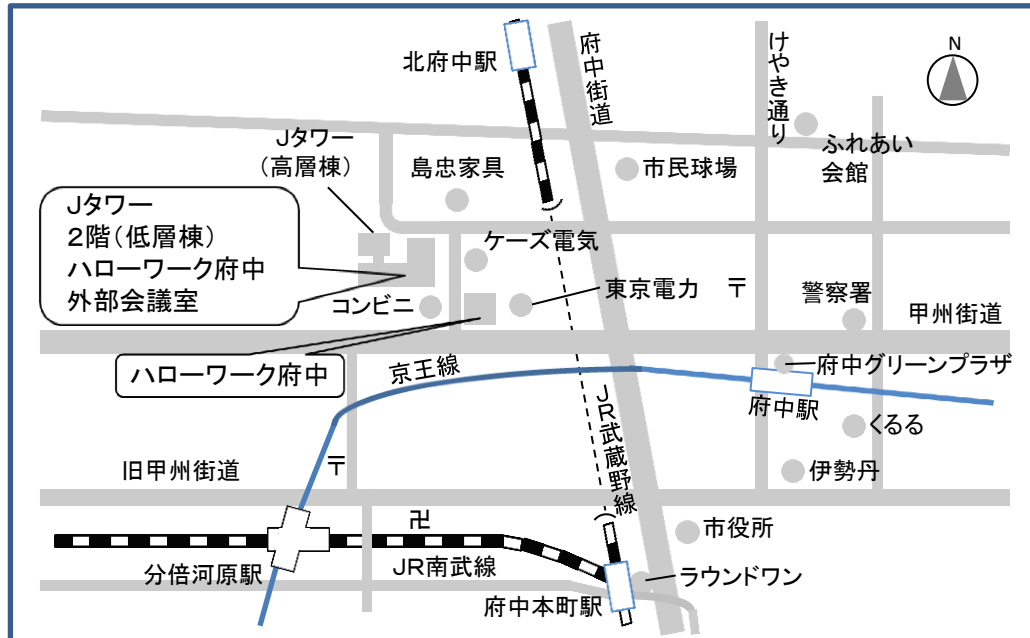 北府中駅
府中街道
けやき通り
N
Jタワー
(高層棟)
島忠家具
市民球場
ふれあい
会館
Jタワー
２階(低層棟)
ハローワーク府中
外部会議室
ケーズ電気
コンビニ
東京電力
〒
警察署
甲州街道
ハローワーク府中
京王線
府中グリーンプラザ
府中駅
JR武蔵野線
くるる
旧甲州街道
〒
伊勢丹
卍
市役所
分倍河原駅
JR南武線
ラウンドワン
府中本町駅